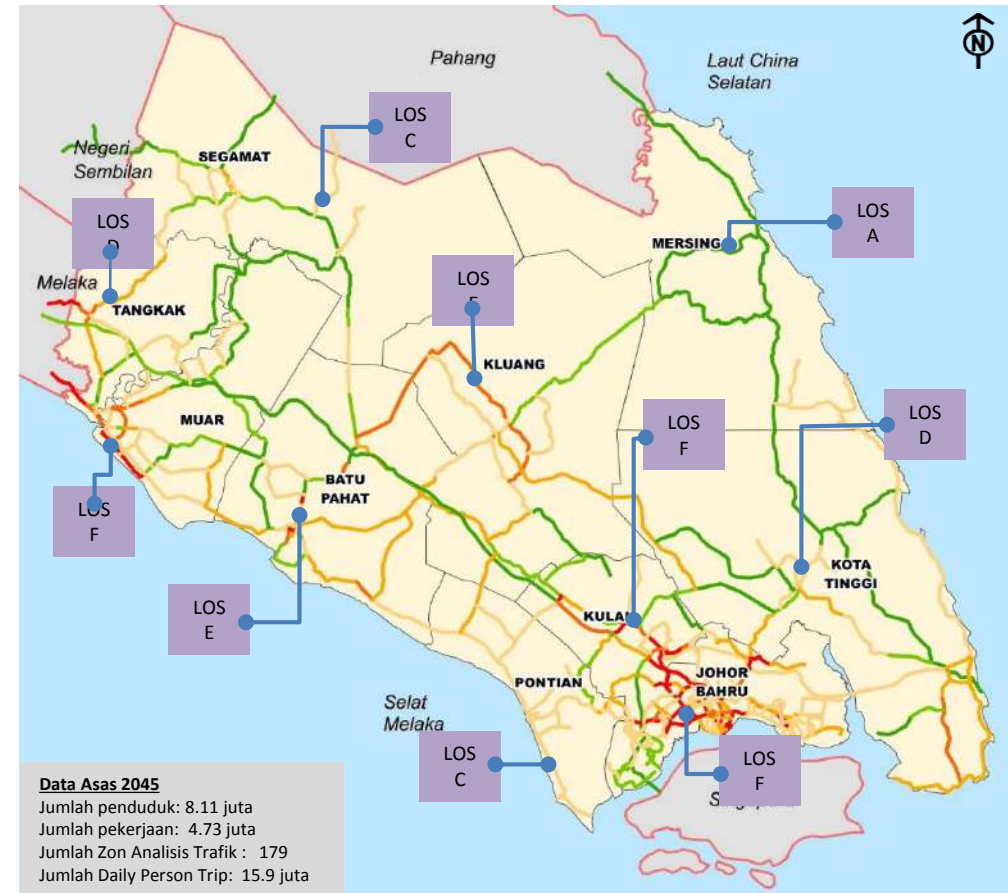 N
Pahang
Laut China
Selatan
LOS
C
Negeri
Sembilan
SEGAMAT
LOS
D
LOS
A
MERSING
Melaka
TANGKAK
LOS
KLUANG
MUAR
LOS
F
LOS
D
BATU
PAHAT
LOS
F
KOTA
TINGGI
LOS
E
KULAI
JOHOR
BAHRU
PONTIAN
Selat
Melaka
LOS
C
LOS
F
Data Asas 2045
Jumlah penduduk: 8.11 juta
Jumlah pekerjaan: 4.73 juta
Jumlah Zon Analisis Trafik : 179
Jumlah Daily Person Trip: 15.9 juta